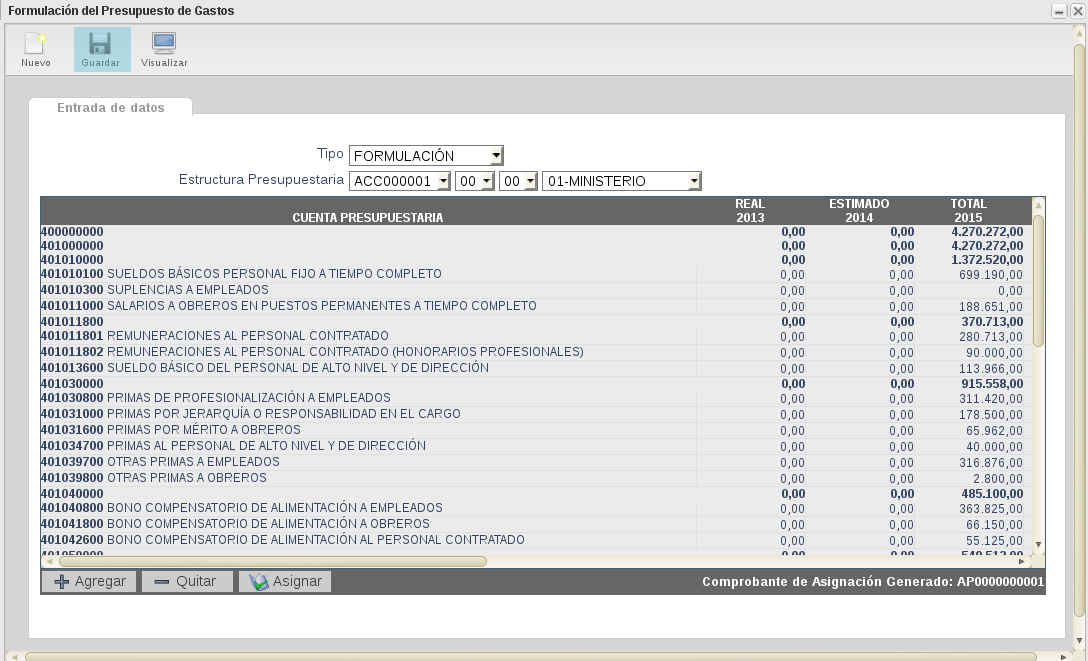 Formulación del Presupuesto de Gastos
Nuevo Guardar Visualizar
Entrada de datos
Tipo FORMULACIÓN
Estructura Presupuestaria ACC000001 00 00 01-MINISTERIO
CUENTA PRESUPUESTARIA REAL 2013 ESTIMADO 2014 TOTAL 2015
400000000 0,00 0,00 4.270.272,00
401000000 0,00 0,00 4.270.272,00
401010000 0,00 0,00 1.372.520,00
401010100 SUELDOS BÁSICOS PERSONAL FIJO A TIEMPO COMPLETO 0,00 0,00 699.190,00
401010300 SUPLENCIAS A EMPLEADOS 0,00 0,00 0,00
401011000 SALARIOS A OBREROS EN PUESTOS PERMANENTES A TIEMPO COMPLETO 0,00 0,00 188.651,00
401011800 0,00 0,00 370.713,00
401011801 REMUNERACIONES AL PERSONAL CONTRATADO 0,00 0,00 280.713,00
401011802 REMUNERACIONES AL PERSONAL CONTRATADO (HONORARIOS PROFESIONALES) 0,00 0,00 90.000,00
401013600 SUELDO BÁSICO DEL PERSONAL DE ALTO NIVEL Y DE DIRECCIÓN 0,00 0,00 113.966,00
401030000 0,00 0,00 915.558,00
401030800 PRIMAS DE PROFESIONALIZACIÓN A EMPLEADOS 0,00 0,00 311.420,00
401031000 PRIMAS POR JERARQUÍA O RESPONSABILIDAD EN EL CARGO 0,00 0,00 178.500,00
401031600 PRIMAS POR MÉRITO A OBREROS 0,00 0,00 65.962,00
401034700 PRIMAS AL PERSONAL DE ALTO NIVEL Y DE DIRECCIÓN 0,00 0,00 40.000,00
401039700 OTRAS PRIMAS A EMPLEADOS 0,00 0,00 316.876,00
401039800 OTRAS PRIMAS A OBREROS 0,00 0,00 2.800,00
401040000 0,00 0,00 485.100,00
401040800 BONO COMPENSATORIO DE ALIMENTACIÓN A EMPLEADOS 0,00 0,00 363.825,00
401041800 BONO COMPENSATORIO DE ALIMENTACIÓN A OBREROS 0,00 0,00 66.150,00
401042600 BONO COMPENSATORIO DE ALIMENTACIÓN AL PERSONAL CONTRATADO 0,00 0,00 55.125,00
Agregar Quitar Asignar Comprobante de Asignación Generado: AP0000000001